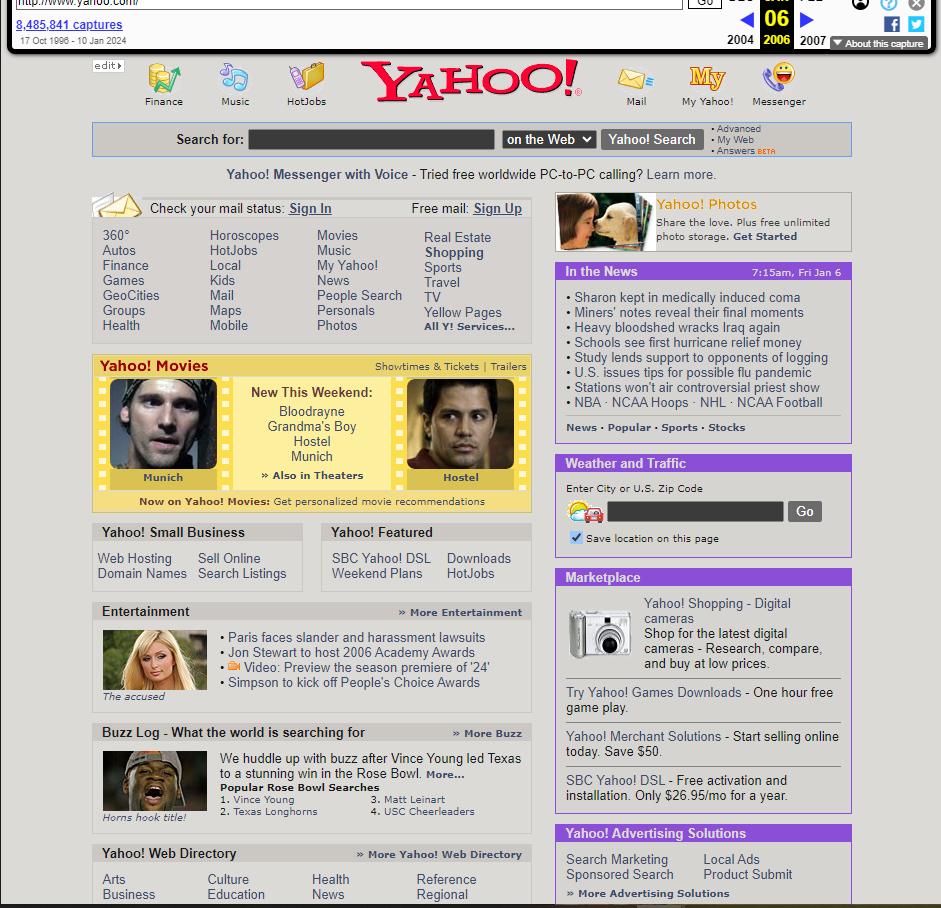 http://www.yahoo.com/
Go
8,485,841 captures
17 Oct 1996 - 10 Jan 2024
06
2004 2006 2007
About this capture
edit
Finance Music HotJobs
YAHOO!®
Mail My Yahoo! Messenger
My
Search for: on the Web Yahoo! Search
• Advanced
• My Web
• Answers BETA
Yahoo! Messenger with Voice - Tried free worldwide PC-to-PC calling? Learn more.
Check your mail status: Sign In Free mail: Sign Up
360° Horoscopes Movies Real Estate
Autos HotJobs Music Shopping
Finance Local My Yahoo! Sports
Games Kids News Travel
GeoCities Mail People Search TV
Groups Maps Personals Yellow Pages
Health Mobile Photos All Y! Services...
Yahoo! Movies Showtimes & Tickets | Trailers
New This Weekend:
Bloodrayne
Grandma's Boy
Hostel
Munich
» Also in Theaters
Munich Hostel
Now on Yahoo! Movies: Get personalized movie recommendations
Yahoo! Small Business
Web Hosting Sell Online
Domain Names Search Listings
Yahoo! Featured
SBC Yahoo! DSL Downloads
Weekend Plans HotJobs
Entertainment » More Entertainment
• Paris faces slander and harassment lawsuits
• Jon Stewart to host 2006 Academy Awards
• Video: Preview the season premiere of '24'
• Simpson to kick off People's Choice Awards
The accused
Buzz Log - What the world is searching for » More Buzz
We huddle up with buzz after Vince Young led Texas
to a stunning win in the Rose Bowl. More...
Popular Rose Bowl Searches
1. Vince Young 3. Matt Leinart
2. Texas Longhorns 4. USC Cheerleaders
Horns hook title!
Yahoo! Web Directory » More Yahoo! Web Directory
Arts Culture Health Reference
Business Education News Regional
Yahoo! Photos
Share the love. Plus free unlimited
photo storage. Get Started
In the News 7:15am, Fri Jan 6
• Sharon kept in medically induced coma
• Miners' notes reveal their final moments
• Heavy bloodshed wracks Iraq again
• Schools see first hurricane relief money
• Study lends support to opponents of logging
• U.S. issues tips for possible flu pandemic
• Stations won't air controversial priest show
• NBA · NCAA Hoops · NHL · NCAA Football
News · Popular · Sports · Stocks
Weather and Traffic
Enter City or U.S. Zip Code
Go
Save location on this page
Marketplace
Yahoo! Shopping - Digital
cameras
Shop for the latest digital
cameras - Research, compare,
and buy at low prices.
Try Yahoo! Games Downloads - One hour free
game play.
Yahoo! Merchant Solutions - Start selling online
today. Save $50.
SBC Yahoo! DSL - Free activation and
installation. Only $26.95/mo for a year.
Yahoo! Advertising Solutions
Search Marketing Local Ads
Sponsored Search Product Submit
» More Advertising Solutions